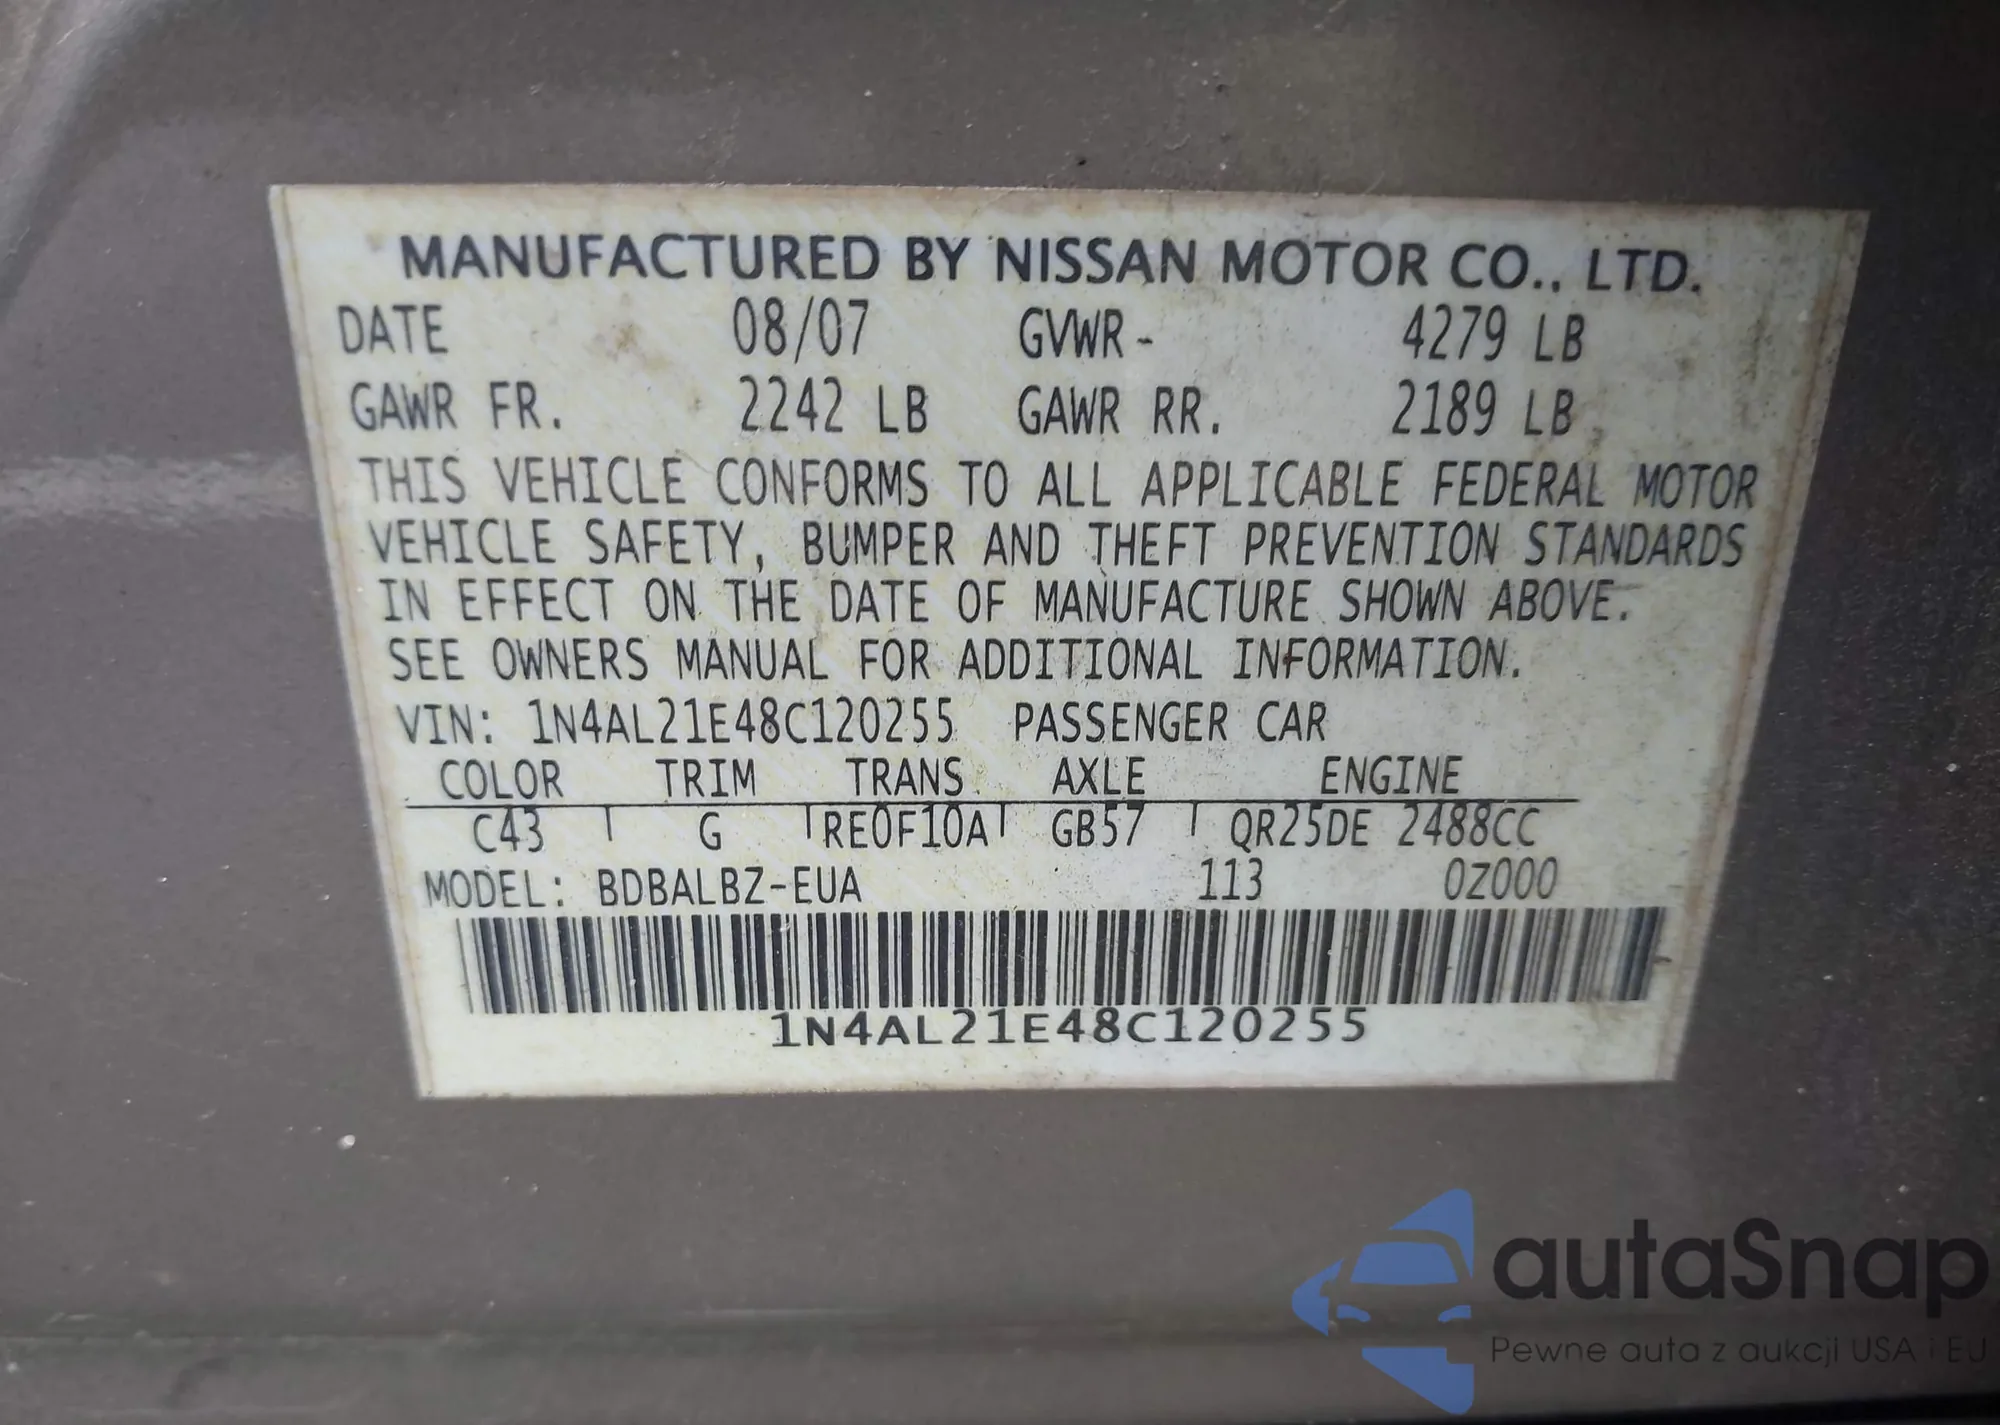 MANUFACTURED BY NISSAN MOTOR CO., LTD.
DATE 08/07 GVWR- 4279 LB
GAWR FR. 2242 LB GAWR RR. 2189 LB
THIS VEHICLE CONFORMS TO ALL APPLICABLE FEDERAL MOTOR
VEHICLE SAFETY, BUMPER AND THEFT PREVENTION STANDARDS
IN EFFECT ON THE DATE OF MANUFACTURE SHOWN ABOVE.
SEE OWNERS MANUAL FOR ADDITIONAL INFORMATION.
VIN: 1N4AL21E48C120255 PASSENGER CAR
COLOR TRIM TRANS. AXLE ENGINE
C43 G RE0F10A GB57 QR25DE 2488CC
MODEL: BDBALBZ-EUA 113 0Z000
1N4AL21E48C120255
autaSnap
Pewne auta z aukcji USA i EU